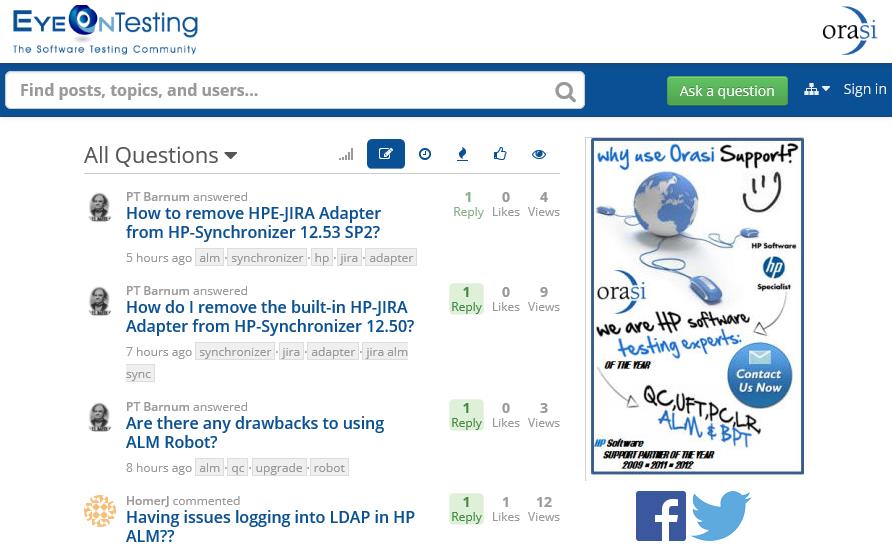 EyeOnTesting
The Software Testing Community
orasi
Find posts, topics, and users...
Ask a question
Sign in
All Questions
PT Barnum answered
How to remove HPE-JIRA Adapter
from HP-Synchronizer 12.53 SP2?
5 hours ago alm · synchronizer · hp · jira · adapter
1 Reply
0 Likes
4 Views
PT Barnum answered
How do I remove the built-in HP-JIRA
Adapter from HP-Synchronizer 12.50?
7 hours ago synchronizer · jira · adapter · jira alm
sync
1 Reply
0 Likes
9 Views
PT Barnum answered
Are there any drawbacks to using
ALM Robot?
8 hours ago alm · qc · upgrade · robot
1 Reply
0 Likes
3 Views
HomerJ commented
Having issues logging into LDAP in HP
ALM??
1 Reply
1 Likes
12 Views
why use Orasi Support?
HP Software
hp
Specialist
orasi
we are HP software
testing experts:
OF THE YEAR
Contact
Us Now
QC, UFT, PC, LR,
ALM & BPT
HP Software
SUPPORT PARTNER OF THE YEAR
2009 • 2011 • 2012